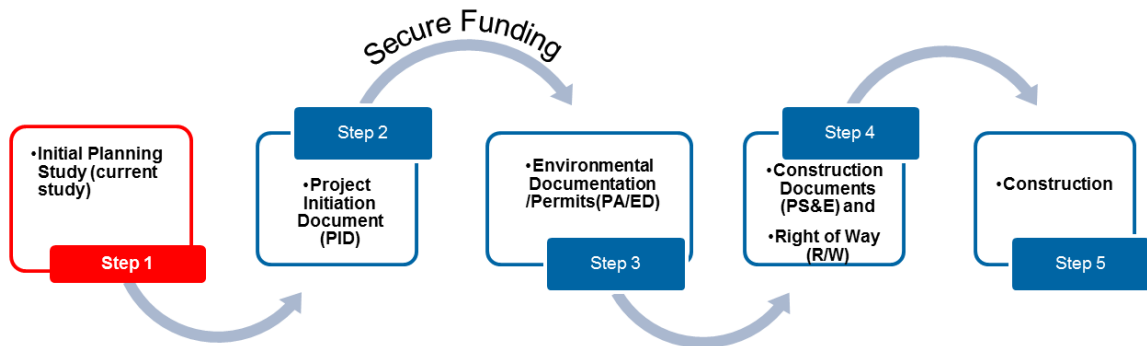 Secure Funding
•Initial Planning
Study (current
study)
Step 1
Step 2
•Project
Initiation
Document
(PID)
•Environmental
Documentation
/Permits(PA/ED)
Step 3
Step 4
•Construction
Documents
(PS&E) and
•Right of Way
(R/W)
•Construction
Step 5